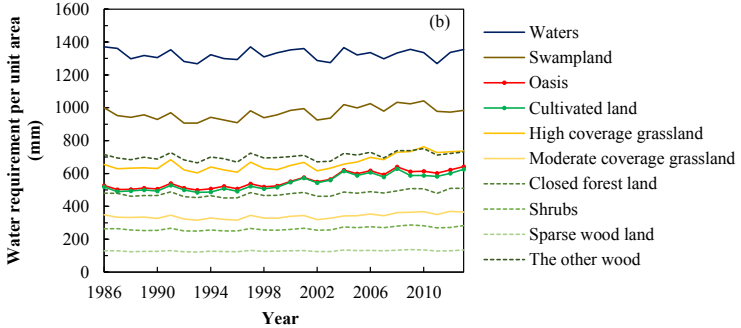 (b)
Water requirement per unit area
(mm)
1600
1400
1200
1000
800
600
400
200
0
1986 1990 1994 1998 2002 2006 2010
Year
Waters
Swampland
Oasis
Cultivated land
High coverage grassland
Moderate coverage grassland
Closed forest land
Shrubs
Sparse wood land
The other wood